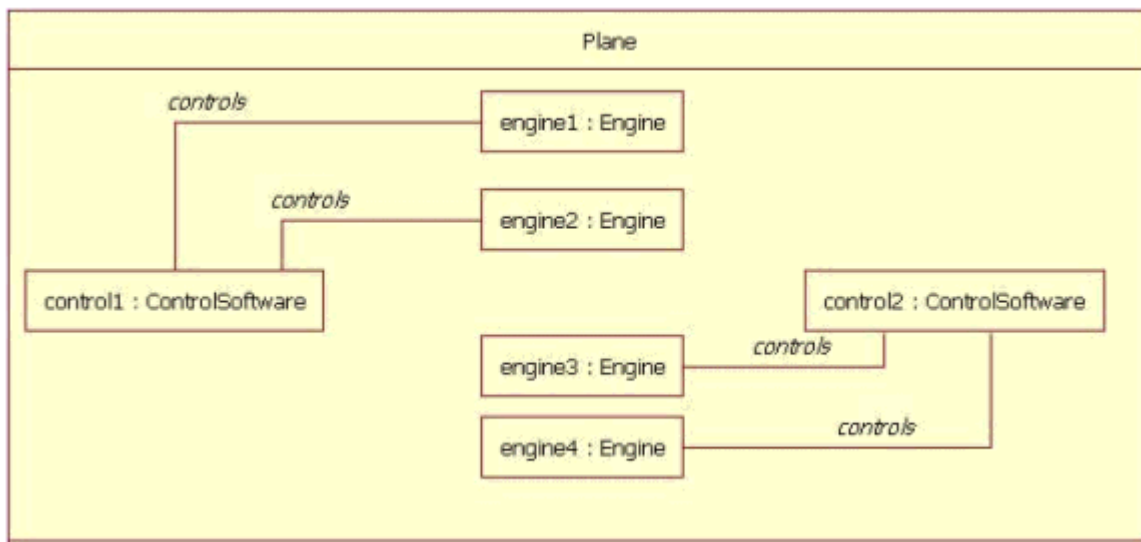 Plane
controls
engine1 : Engine
controls
engine2 : Engine
control1 : ControlSoftware
control2 : ControlSoftware
controls
engine3 : Engine
controls
engine4 : Engine